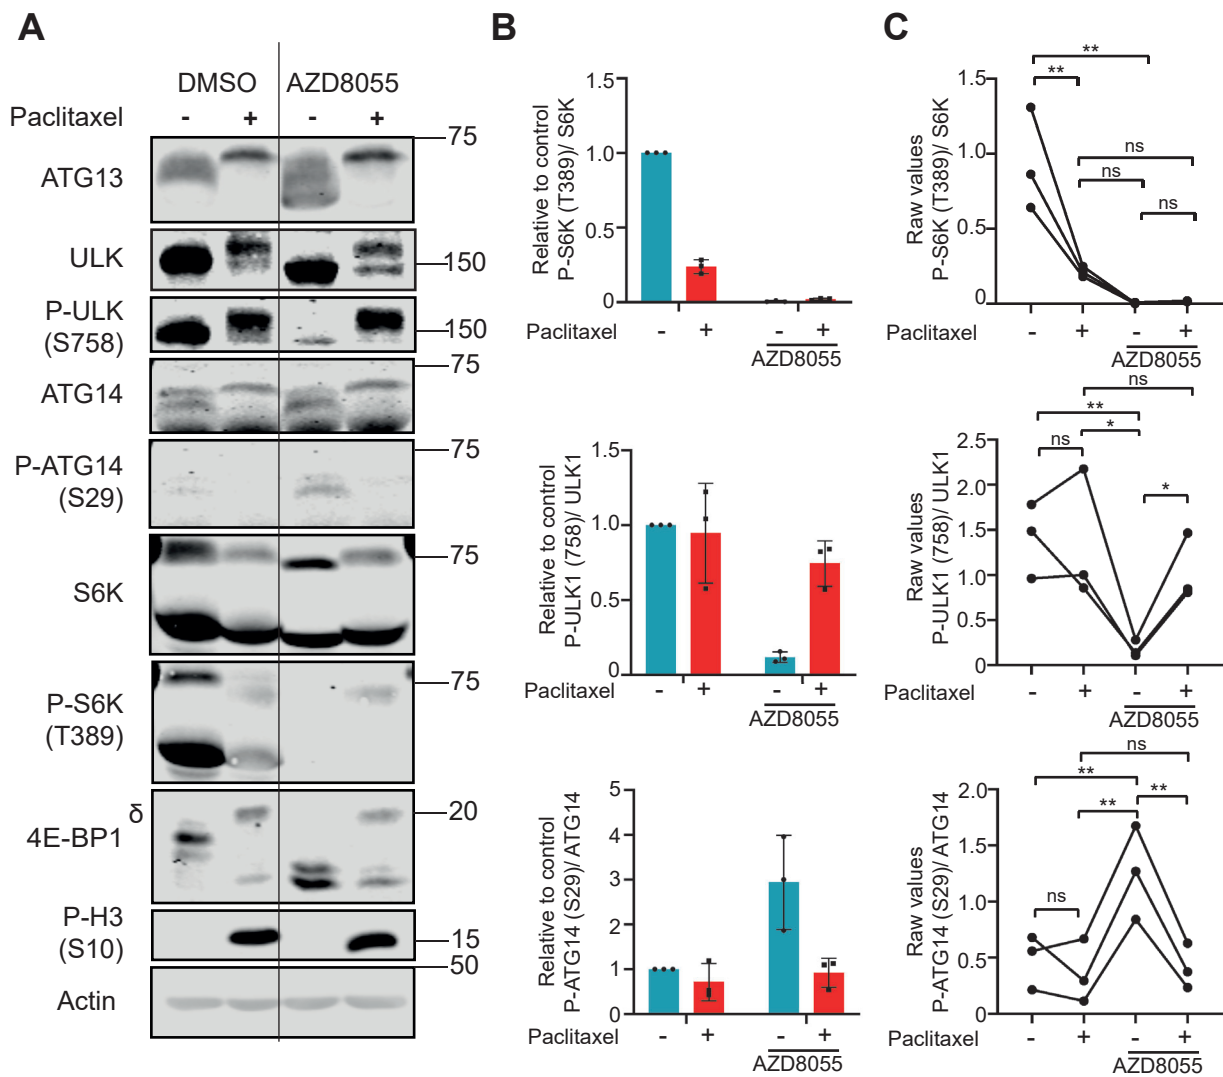 A
DMSO AZD8055
Paclitaxel - + - +
75
ATG13
ULK
150
P-ULK
(S758)
150
75
ATG14
75
P-ATG14
(S29)
75
S6K
75
P-S6K
(T389)
δ
20
4E-BP1
P-H3
(S10)
15
50
Actin
B
Relative to control
P-S6K (T389)/ S6K
1.5
1.0
0.5
0
Paclitaxel - + - +
AZD8055
Relative to control
P-ULK1 (758)/ ULK1
1.5
1.0
0.5
0
Paclitaxel - + - +
AZD8055
Relative to control
P-ATG14 (S29)/ ATG14
5
4
3
2
1
0
Paclitaxel - + - +
AZD8055
C
Raw values
P-S6K (T389)/ S6K
1.5
1.0
0.5
0
**
**
ns
ns
ns
- + - +
AZD8055
Raw values
P-ULK1 (758)/ ULK1
2.5
2.0
1.5
1.0
0.5
0
ns
**
*
ns
*
Paclitaxel - + - +
AZD8055
Raw values
P-ATG14 (S29)/ ATG14
2.0
1.5
1.0
0.5
0
ns
**
**
**
ns
Paclitaxel - + - +
AZD8055